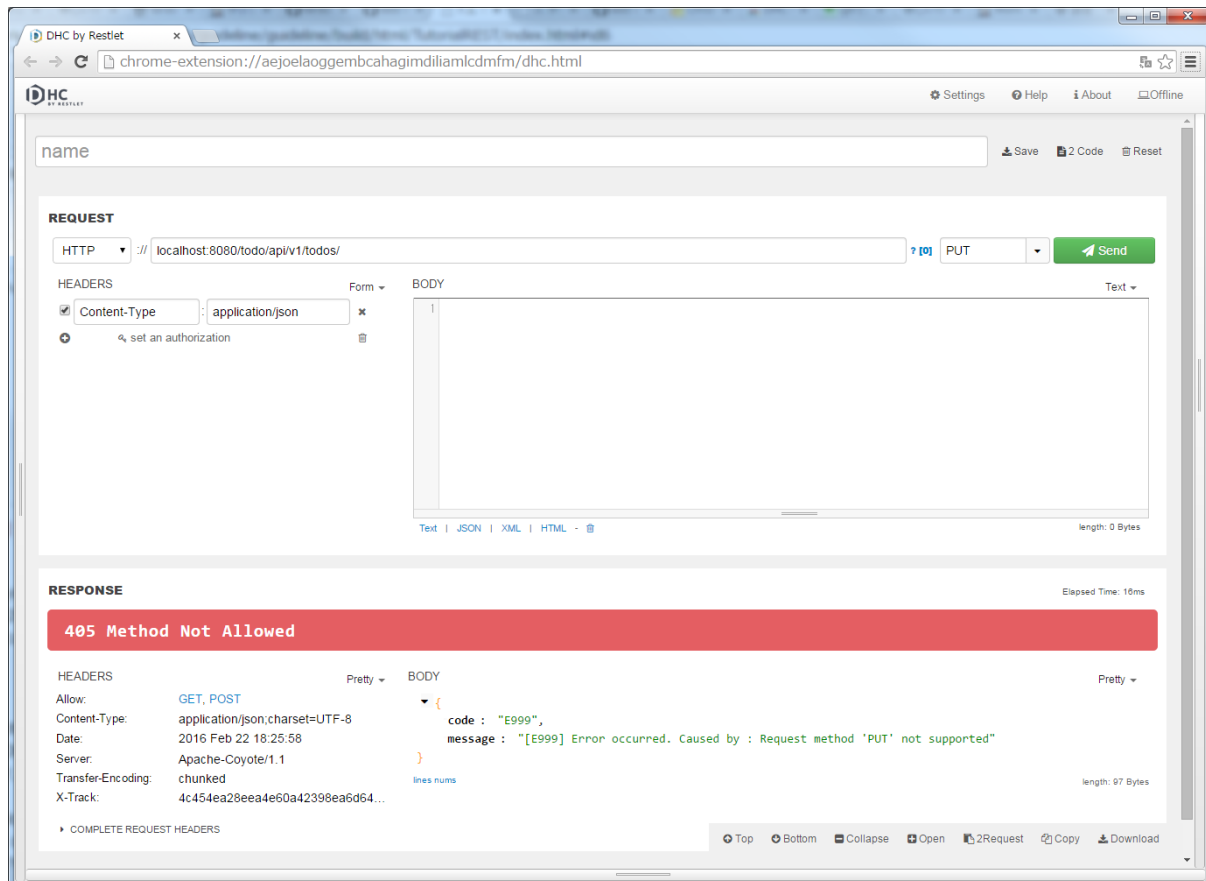 DHC by Restlet
chrome-extension://aejoelaoggembcahagimdiliamlcdmfm/dhc.html
DHC BY RESTLET
Settings Help About Offline
name
Save 2 Code Reset
REQUEST
HTTP :// localhost:8080/todo/api/v1/todos/ ? [0] PUT Send
HEADERS Form BODY Text
Content-Type : application/json
1
set an authorization
Text | JSON | XML | HTML - length: 0 Bytes
RESPONSE Elapsed Time: 16ms
405 Method Not Allowed
HEADERS Pretty BODY Pretty
Allow: GET, POST
{
Content-Type: application/json;charset=UTF-8
code : "E999",
Date: 2016 Feb 22 18:25:58
message : "[E999] Error occurred. Caused by : Request method 'PUT' not supported"
Server: Apache-Coyote/1.1
}
Transfer-Encoding: chunked
lines nums length: 97 Bytes
X-Track: 4c454ea28eea4e60a42398ea6d64...
COMPLETE REQUEST HEADERS
Top Bottom Collapse Open 2Request Copy Download